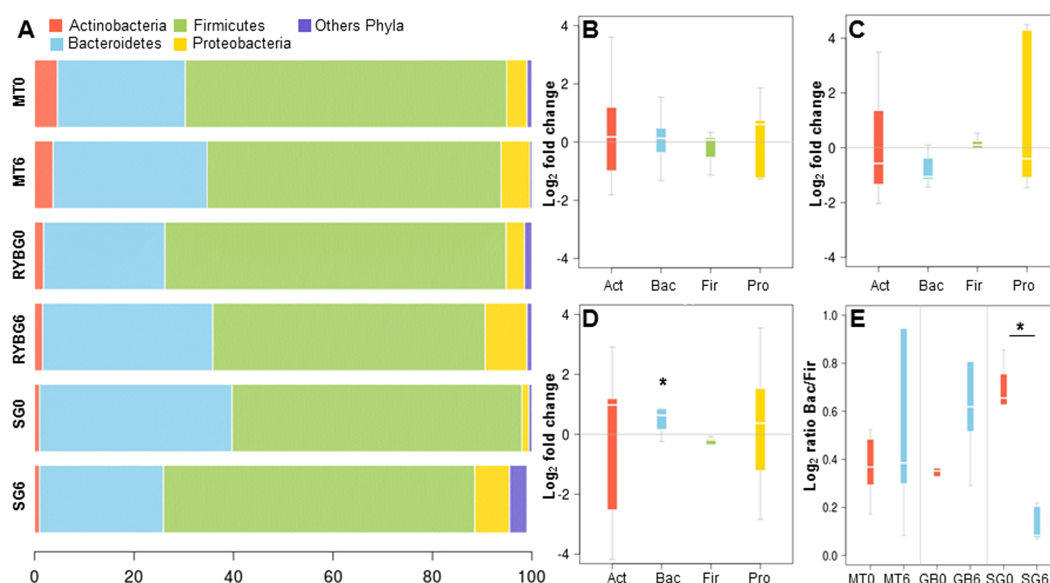 A
Actinobacteria Firmicutes Others Phyla
Bacteroidetes Proteobacteria
MT0
MT6
RYBG0
RYBG6
SG0
SG6
0 20 40 60 80 100
B
Log2 fold change
4
2
0
-2
-4
Act Bac Fir Pro
C
Log2 fold change
4
2
0
-2
-4
Act Bac Fir Pro
D
Log2 fold change
4
2
0
-2
-4
*
Act Bac Fir Pro
E
Log2 ratio Bac/Fir
1.0
0.8
0.6
0.4
0.2
0.0
*
MT0 MT6 GB0 GB6 SG0 SG6